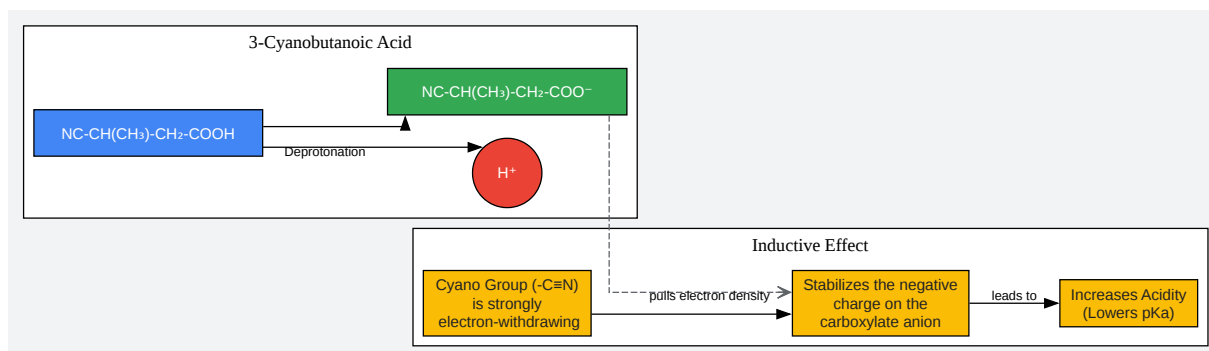 3-Cyanobutanoic Acid
NC-CH(CH₃)-CH₂-COO⁻
NC-CH(CH₃)-CH₂-COOH
Deprotonation
H⁺
Inductive Effect
Cyano Group (-C≡N)
is strongly
electron-withdrawing
pulls electron density
Stabilizes the negative
charge on the
carboxylate anion
leads to
Increases Acidity
(Lowers pKa)